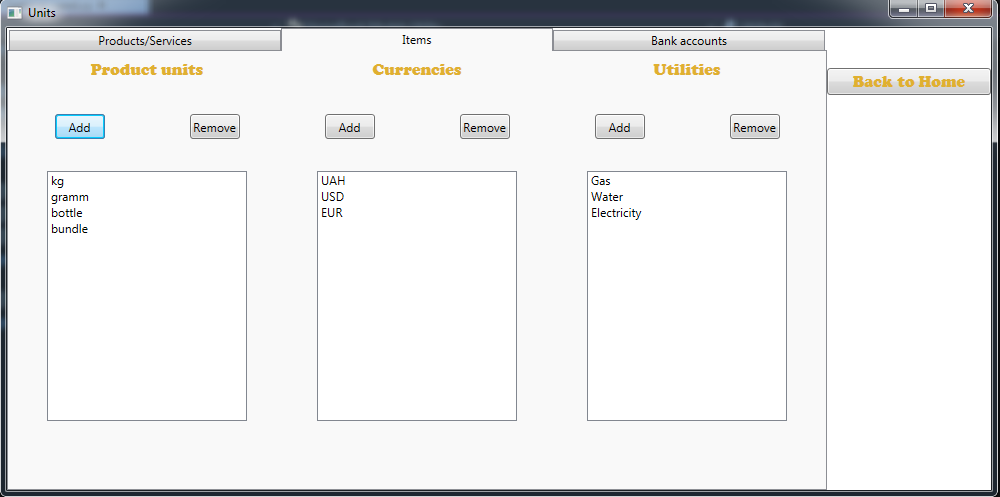 Units
Products/Services
Items
Bank accounts
Product units
Currencies
Utilities
Back to Home
Add
Remove
Add
Remove
Add
Remove
kg
gramm
bottle
bundle
UAH
USD
EUR
Gas
Water
Electricity